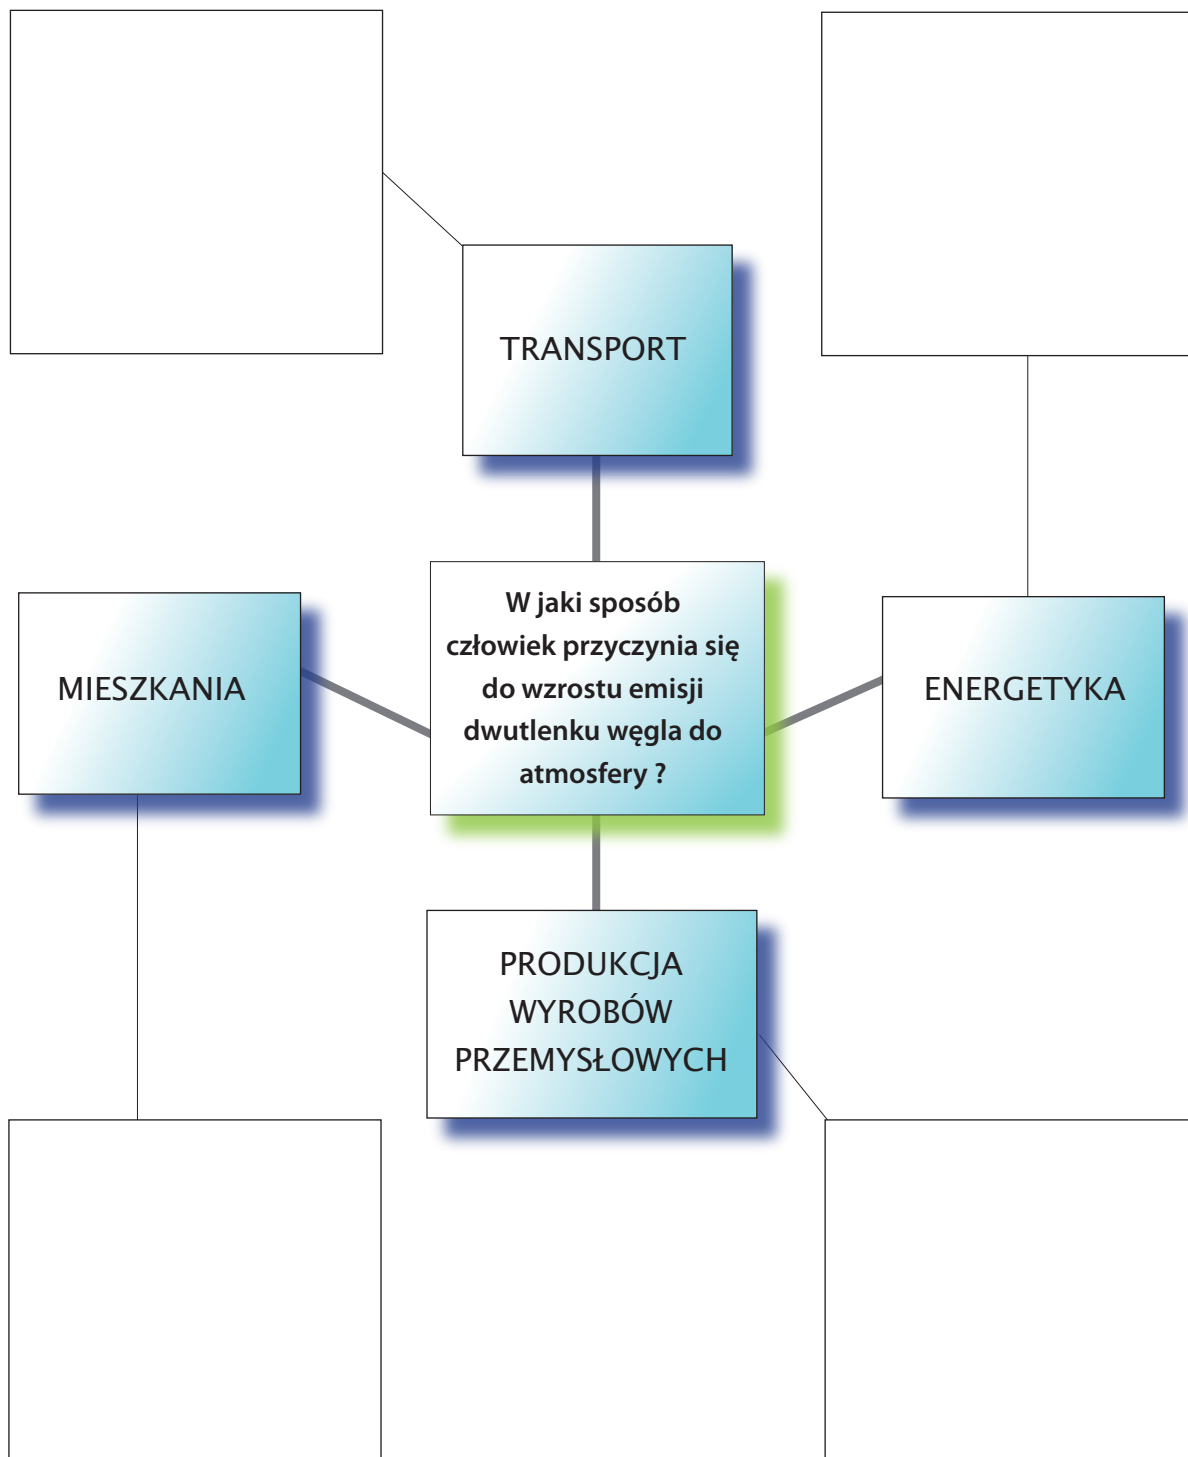 TRANSPORT
W jaki sposób
człowiek przyczynia się
do wzrostu emisji
dwutlenku węgla do
atmosfery ?
MIESZKANIA
ENERGETYKA
PRODUKCJA
WYROBÓW
PRZEMYSŁOWYCH